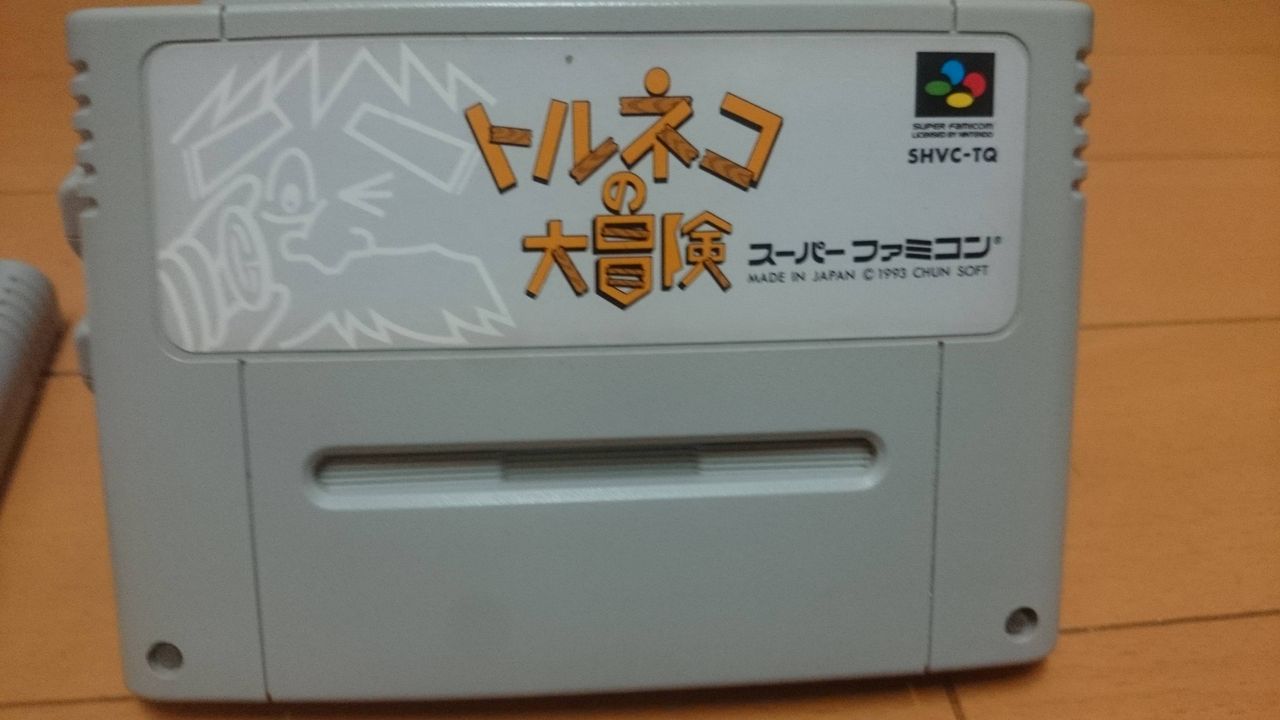 トルネコ
の
大冒険
SUPER FAMICOM
LICENSED BY NINTENDO
SHVC-TQ
スーパーファミコン®
MADE IN JAPAN © 1993 CHUN SOFT